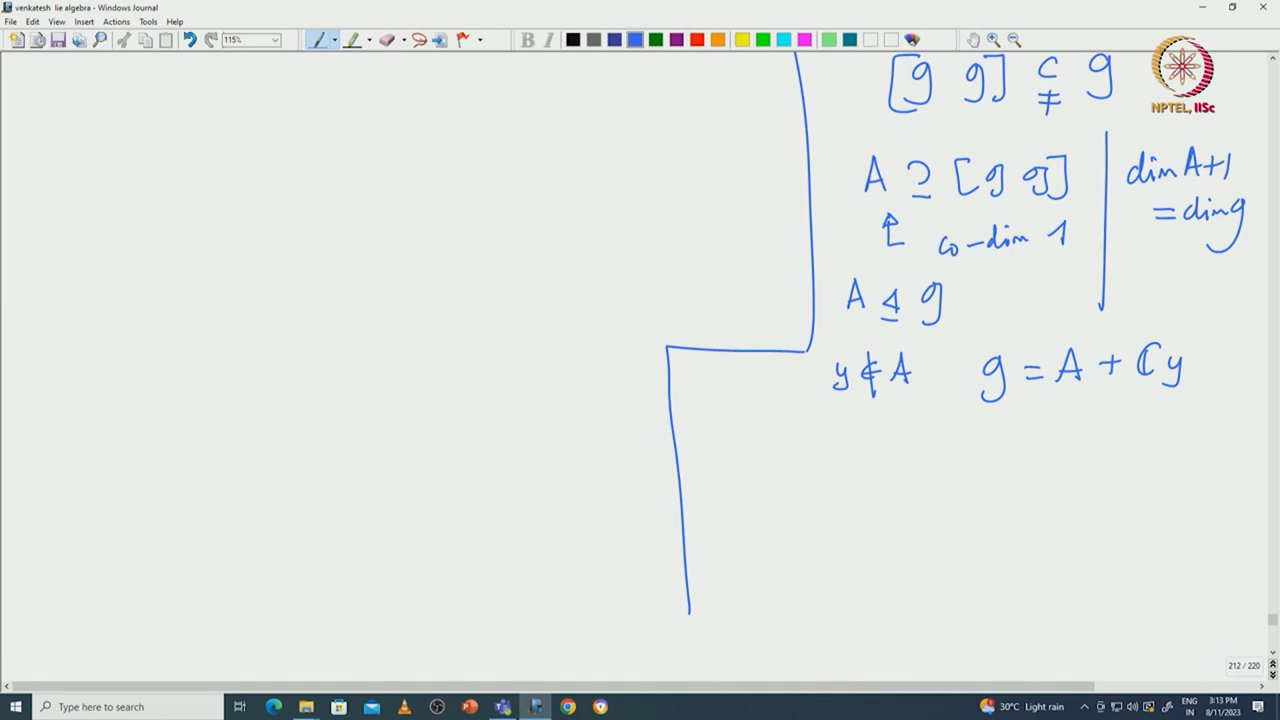 venkatesh lie algebra - Windows Journal
File Edit View Insert Actions Tools Help
115%
[g g] ⊊ g
NPTEL, IISc
A ⊇ [g g]
dim A+1
= dim g
↑ co-dim 1
A ⊴ g
y ∉ A g = A + ℂy
212 / 220
Type here to search
30°C Light rain
ENG
IN
3:13 PM
8/11/2023